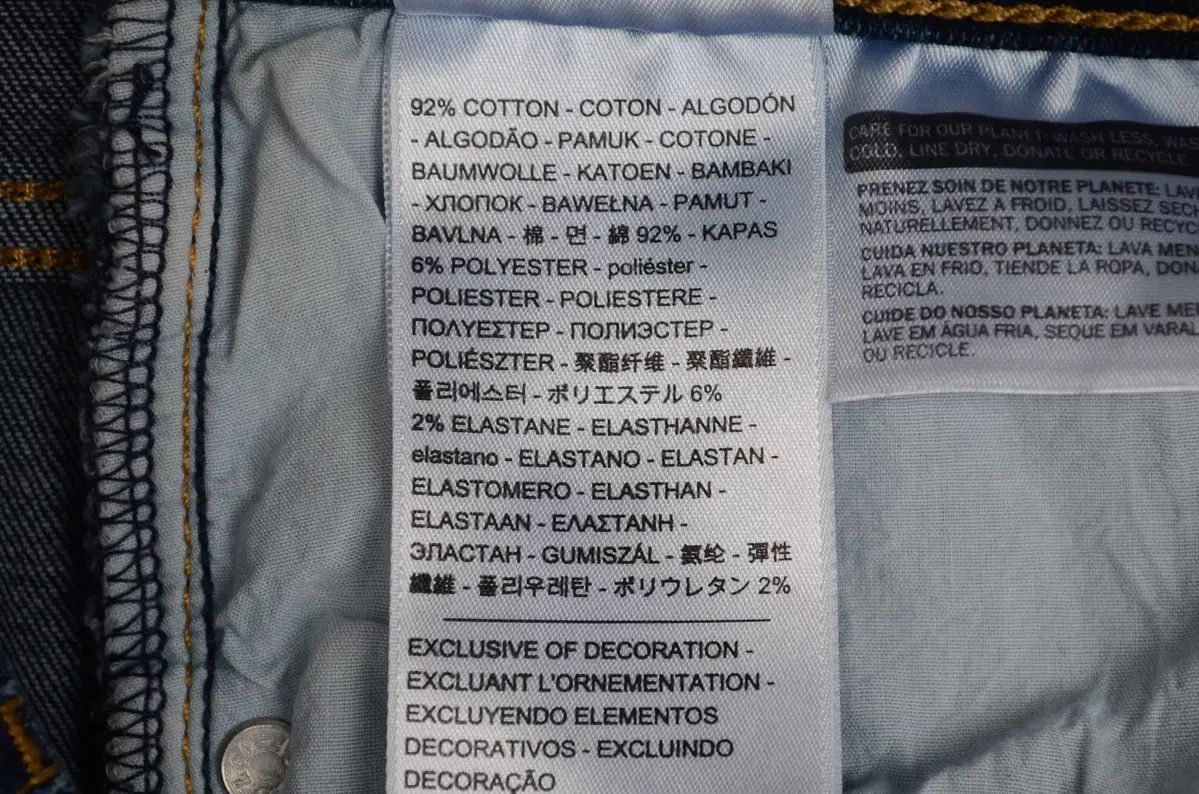 92% COTTON - COTON - ALGODÓN
- ALGODÃO - PAMUK - COTONE -
BAUMWOLLE - KATOEN - BAMBAKI
- ХЛОПОК - BAWEŁNA - PAMUT -
BAVLNA - 棉 - 면 - 綿 92% - KAPAS
6% POLYESTER - poliéster -
POLIESTER - POLIESTERE -
ΠΟΛΥΕΣΤΕΡ - ПОЛИЭСТЕР -
POLIÉSZTER - 聚酯纤维 - 聚酯纖維 -
폴리에스터 - ポリエステル 6%
2% ELASTANE - ELASTHANNE -
elastano - ELASTANO - ELASTAN -
ELASTOMERO - ELASTHAN -
ELASTAAN - ΕΛΑΣΤΑΝΗ -
ЭЛАСТАН - GUMISZÁL - 氨纶 - 彈性
纖維 - 폴리우레탄 - ポリウレタン 2%
EXCLUSIVE OF DECORATION -
EXCLUANT L'ORNEMENTATION -
EXCLUYENDO ELEMENTOS
DECORATIVOS - EXCLUINDO
DECORAÇÃO
CARE FOR OUR PLANET: WASH LESS, WAS
COLD, LINE DRY, DONATE OR RECYCLE
PRENEZ SOIN DE NOTRE PLANETE: LAV
MOINS, LAVEZ A FROID, LAISSEZ SEC
NATURELLEMENT, DONNEZ OU RECYC
CUIDA NUESTRO PLANETA: LAVA MEN
LAVA EN FRIO, TIENDE LA ROPA, DON
RECICLA.
CUIDE DO NOSSO PLANETA: LAVE ME
LAVE EM ÁGUA FRIA, SEQUE EM VARAL
OU RECICLE.